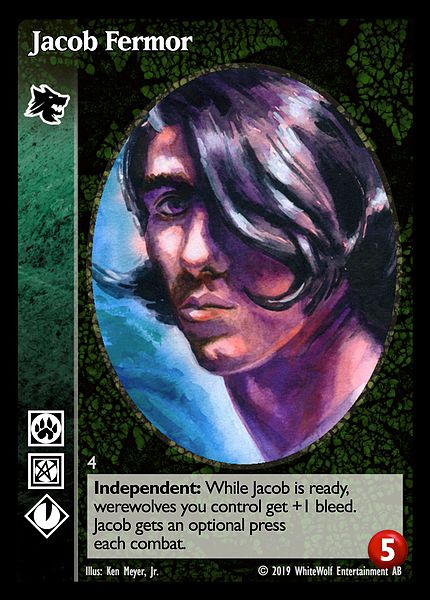 Jacob Fermor
4
Independent: While Jacob is ready,
werewolves you control get +1 bleed.
Jacob gets an optional press
each combat.
5
Illus: Ken Meyer, Jr. © 2019 WhiteWolf Entertainment AB